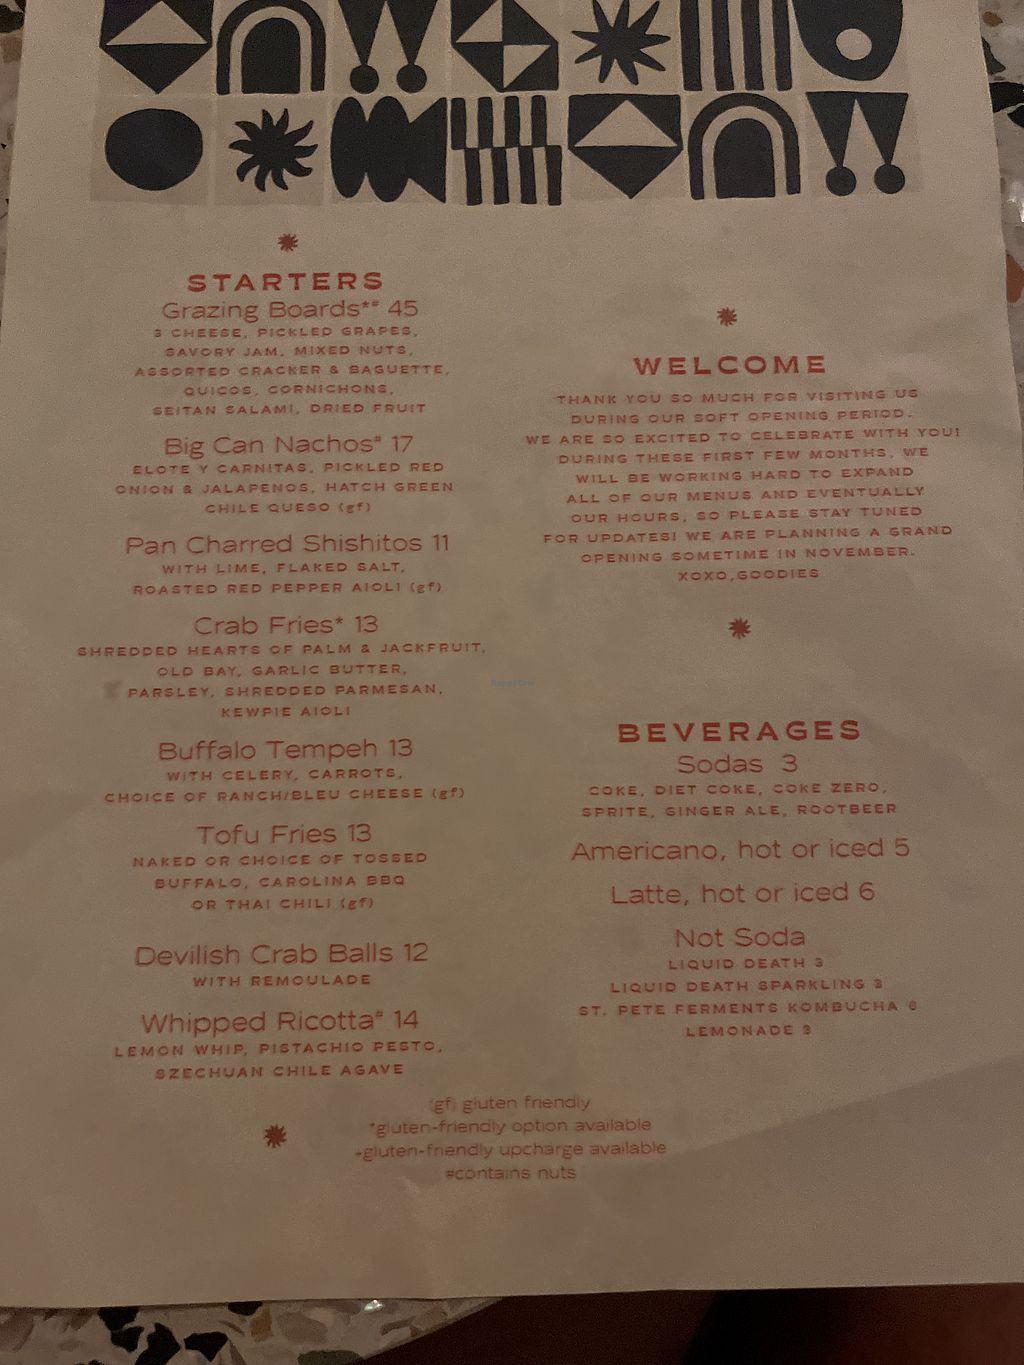 STARTERS
Grazing Boards*# 45
3 CHEESE, PICKLED GRAPES,
SAVORY JAM, MIXED NUTS,
ASSORTED CRACKER & BAGUETTE,
QUICOS, CORNICHONS,
SEITAN SALAMI, DRIED FRUIT
Big Can Nachos# 17
ELOTE Y CARNITAS, PICKLED RED
ONION & JALAPENOS, HATCH GREEN
CHILE QUESO (gf)
Pan Charred Shishitos 11
WITH LIME, FLAKED SALT,
ROASTED RED PEPPER AIOLI (gf)
Crab Fries* 13
SHREDDED HEARTS OF PALM & JACKFRUIT,
OLD BAY, GARLIC BUTTER,
PARSLEY, SHREDDED PARMESAN,
KEWPIE AIOLI
Buffalo Tempeh 13
WITH CELERY, CARROTS,
CHOICE OF RANCH/BLEU CHEESE (gf)
Tofu Fries 13
NAKED OR CHOICE OF TOSSED
BUFFALO, CAROLINA BBQ
OR THAI CHILI (gf)
Devilish Crab Balls 12
WITH REMOULADE
Whipped Ricotta# 14
LEMON WHIP, PISTACHIO PESTO,
SZECHUAN CHILE AGAVE
WELCOME
THANK YOU SO MUCH FOR VISITING US
DURING OUR SOFT OPENING PERIOD.
WE ARE SO EXCITED TO CELEBRATE WITH YOU!
DURING THESE FIRST FEW MONTHS, WE
WILL BE WORKING HARD TO EXPAND
ALL OF OUR MENUS AND EVENTUALLY
OUR HOURS, SO PLEASE STAY TUNED
FOR UPDATES! WE ARE PLANNING A GRAND
OPENING SOMETIME IN NOVEMBER.
XOXO,GOODIES
BEVERAGES
Sodas 3
COKE, DIET COKE, COKE ZERO,
SPRITE, GINGER ALE, ROOTBEER
Americano, hot or iced 5
Latte, hot or iced 6
Not Soda
LIQUID DEATH 3
LIQUID DEATH SPARKLING 3
ST. PETE FERMENTS KOMBUCHA 6
LEMONADE 3
(gf) gluten friendly
*gluten-friendly option available
+gluten-friendly upcharge available
#contains nuts